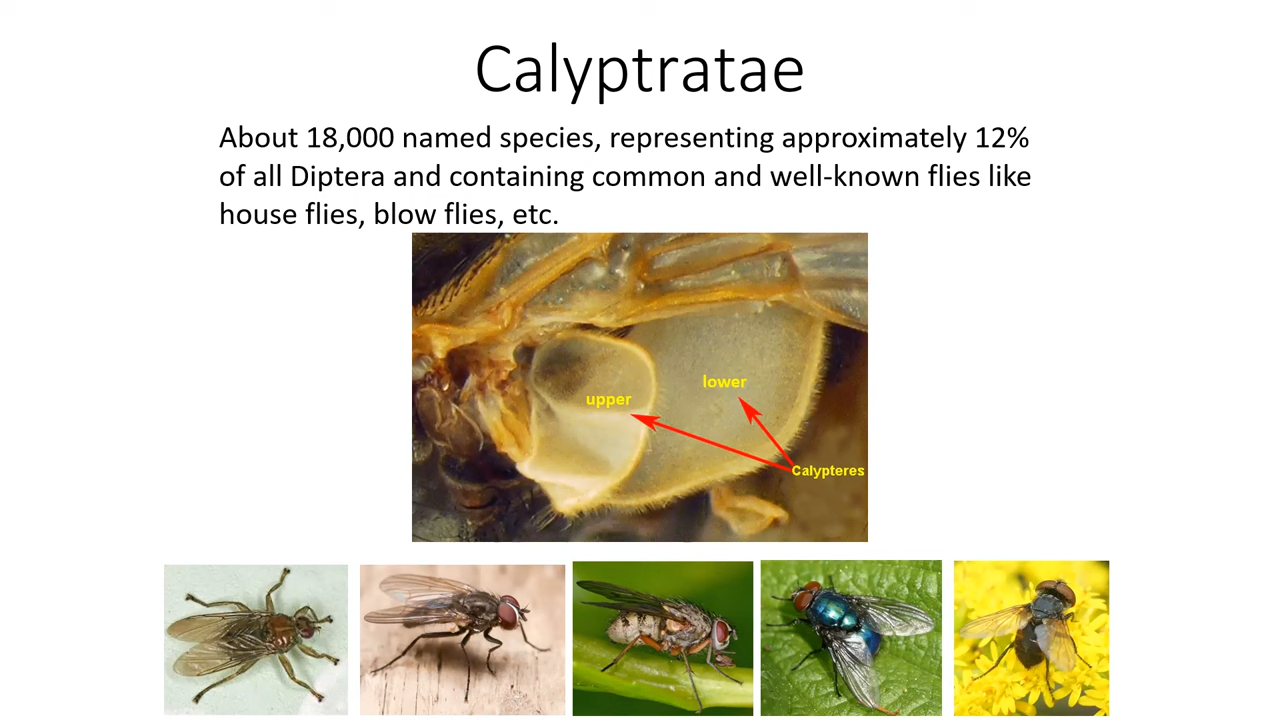 Calyptratae
About 18,000 named species, representing approximately 12%
of all Diptera and containing common and well-known flies like
house flies, blow flies, etc.
lower
upper
Calypteres